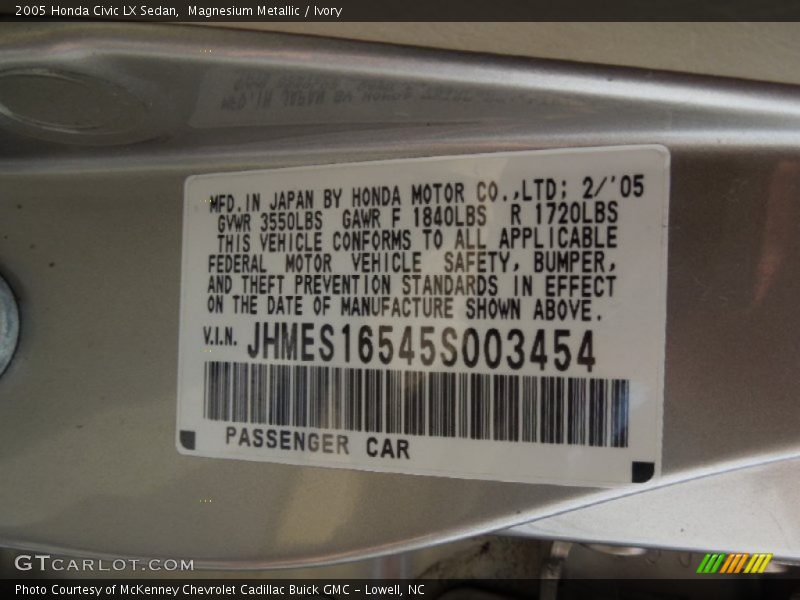 2005 Honda Civic LX Sedan,  Magnesium Metallic / Ivory
MFD.IN JAPAN BY HONDA MOTOR CO.,LTD; 2/'05
GVWR 3550LBS GAWR F 1840LBS R 1720LBS
THIS VEHICLE CONFORMS TO ALL APPLICABLE
FEDERAL MOTOR VEHICLE SAFETY, BUMPER,
AND THEFT PREVENTION STANDARDS IN EFFECT
ON THE DATE OF MANUFACTURE SHOWN ABOVE.
V.I.N. JHMES16545S003454
PASSENGER CAR
GTCARLOT.COM
Photo Courtesy of McKenney Chevrolet Cadillac Buick GMC - Lowell, NC